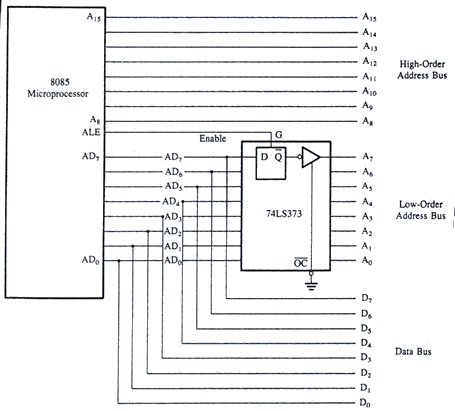 A15 A15
A14
A13
A12 High-Order
8085 A11 Address Bus
Microprocessor A10
A9
A8 A8
ALE
Enable G
AD7 AD7 D Q̅ A7
AD6 A6
AD5 A5
AD4 74LS373 A4 Low-Order
AD3 A3 Address Bus
AD2 A2
AD1 A1
AD0 AD0 O̅C̅ A0
D7
D6
D5
D4
D3 Data Bus
D2
D1
D0